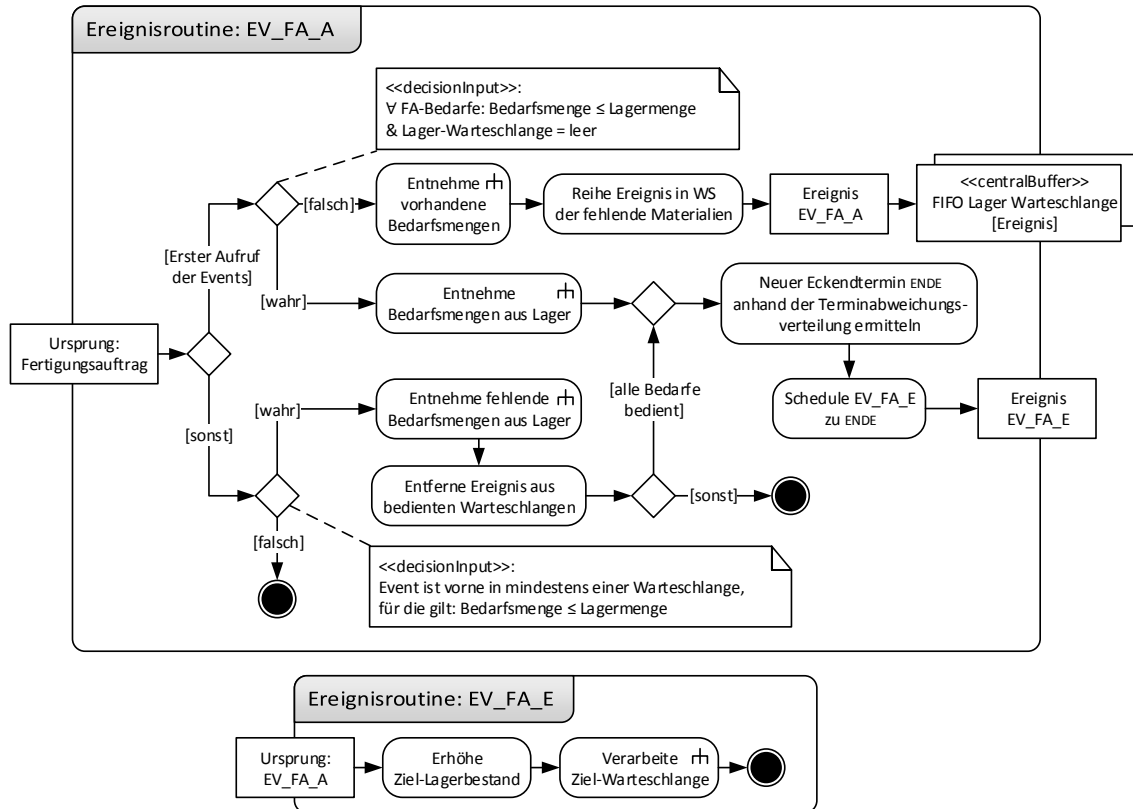 Ereignisroutine: EV_FA_A
<<decisionInput>>:
∀ FA-Bedarfe: Bedarfsmenge ≤ Lagermenge
& Lager-Warteschlange = leer
[falsch]
Entnehme
vorhandene
Bedarfsmengen
Reihe Ereignis in WS
der fehlende Materialien
Ereignis
EV_FA_A
<<centralBuffer>>
FIFO Lager Warteschlange
[Ereignis]
[Erster Aufruf
der Events]
[wahr]
Entnehme
Bedarfsmengen aus Lager
Neuer Eckendtermin ENDE
anhand der Terminabweichungs-
verteilung ermitteln
Ursprung:
Fertigungsauftrag
[sonst]
[wahr]
Entnehme fehlende
Bedarfsmengen aus Lager
[alle Bedarfe
bedient]
Schedule EV_FA_E
zu ENDE
Ereignis
EV_FA_E
Entferne Ereignis aus
bedienten Warteschlangen
[sonst]
[falsch]
<<decisionInput>>:
Event ist vorne in mindestens einer Warteschlange,
für die gilt: Bedarfsmenge ≤ Lagermenge
Ereignisroutine: EV_FA_E
Ursprung:
EV_FA_A
Erhöhe
Ziel-Lagerbestand
Verarbeite
Ziel-Warteschlange